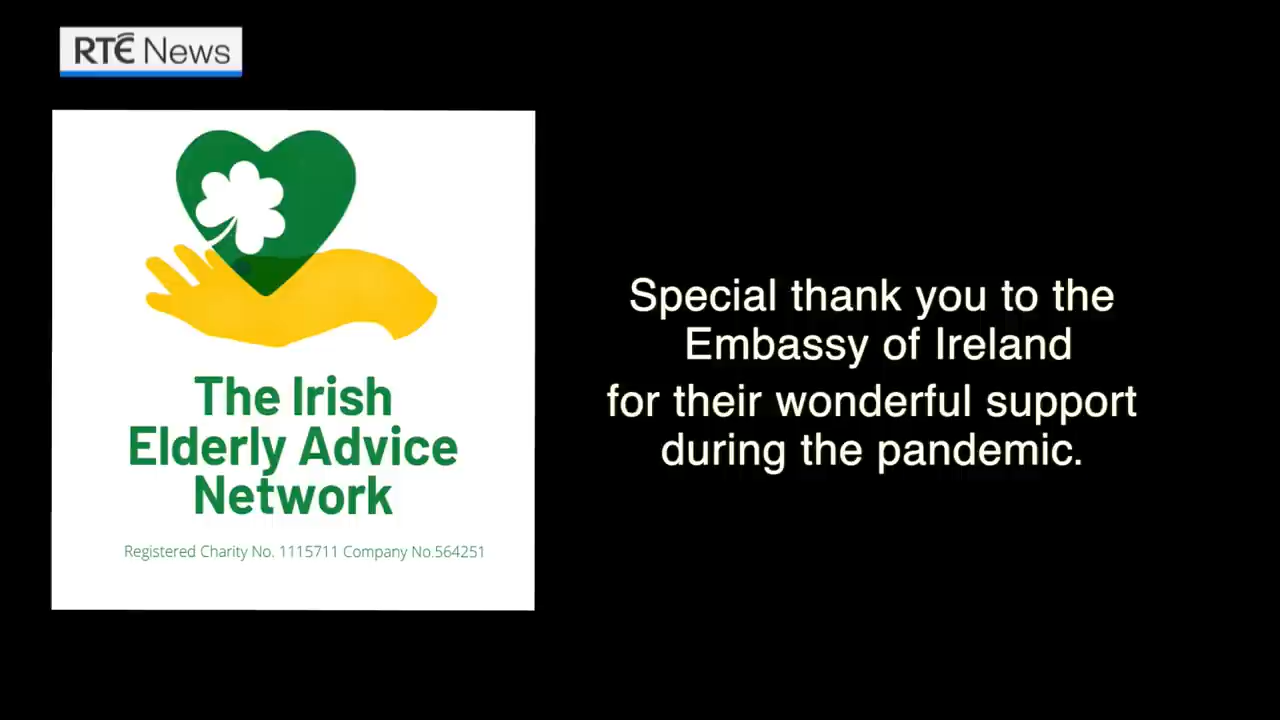 RTÉ News
The Irish
Elderly Advice
Network
Registered Charity No. 1115711 Company No.564251
Special thank you to the
Embassy of Ireland
for their wonderful support
during the pandemic.